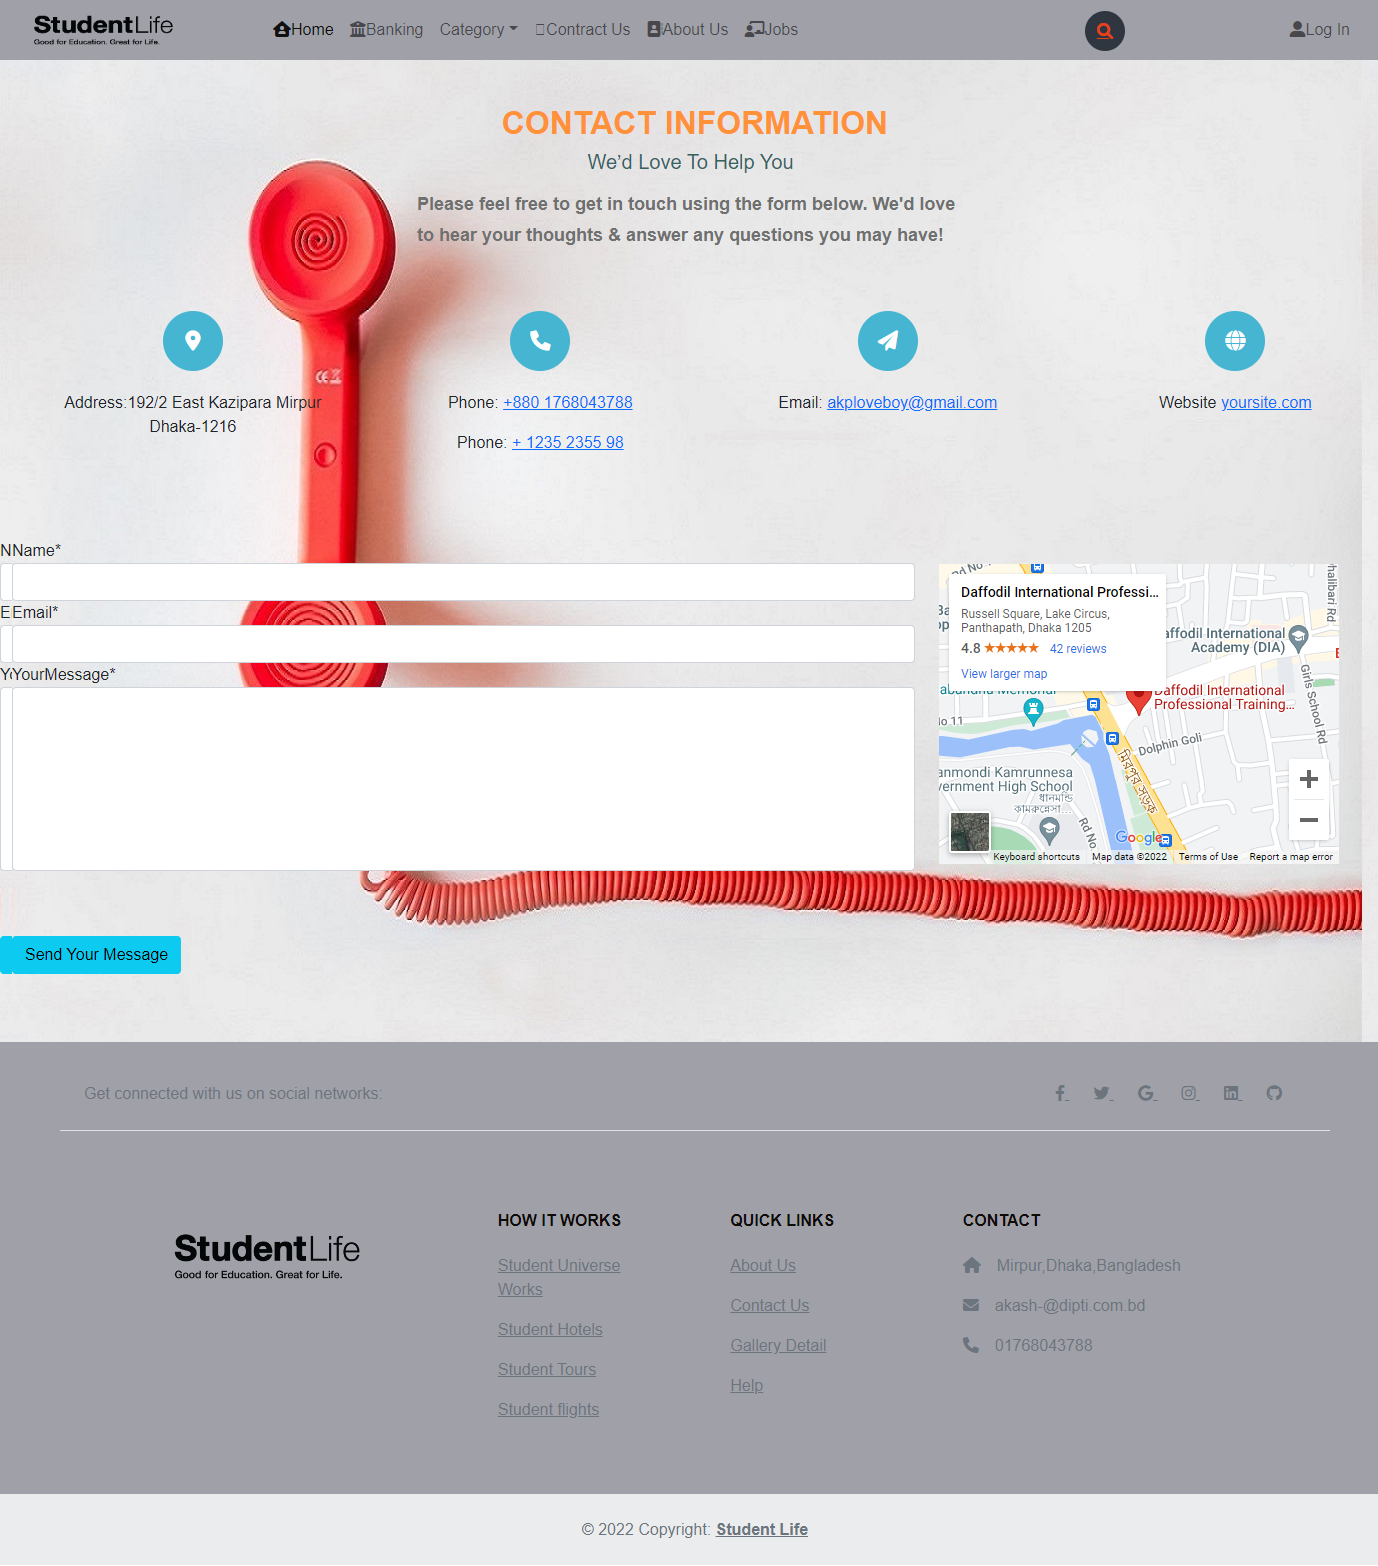 StudentLife
Good for Education. Great for Life.
Home Banking Category Contract Us About Us Jobs
Log In
CONTACT INFORMATION
We'd Love To Help You
Please feel free to get in touch using the form below. We'd love
to hear your thoughts & answer any questions you may have!
Address:192/2 East Kazipara Mirpur
Dhaka-1216
Phone: +880 1768043788
Phone: + 1235 2355 98
Email: akploveboy@gmail.com
Website yoursite.com
NName*
EEmail*
YourMessage*
Send Your Message
Daffodil International Professi...
Russell Square, Lake Circus,
Panthapath, Dhaka 1205
4.8 42 reviews
View larger map
Daffodil International
Academy (DIA)
Girls School Rd
Daffodil International
Professional Training...
No 11
Dolphin Goli
মিরপুর সড়ক
anmondi Kamrunnesa
vernment High School
ধানমন্ডি
কামরুন্নেসা...
Rd No.
Google
Keyboard shortcuts Map data ©2022 Terms of Use Report a map error
Get connected with us on social networks:
StudentLife
Good for Education. Great for Life.
HOW IT WORKS
Student Universe
Works
Student Hotels
Student Tours
Student flights
QUICK LINKS
About Us
Contact Us
Gallery Detail
Help
CONTACT
Mirpur,Dhaka,Bangladesh
akash-@dipti.com.bd
01768043788
© 2022 Copyright: Student Life